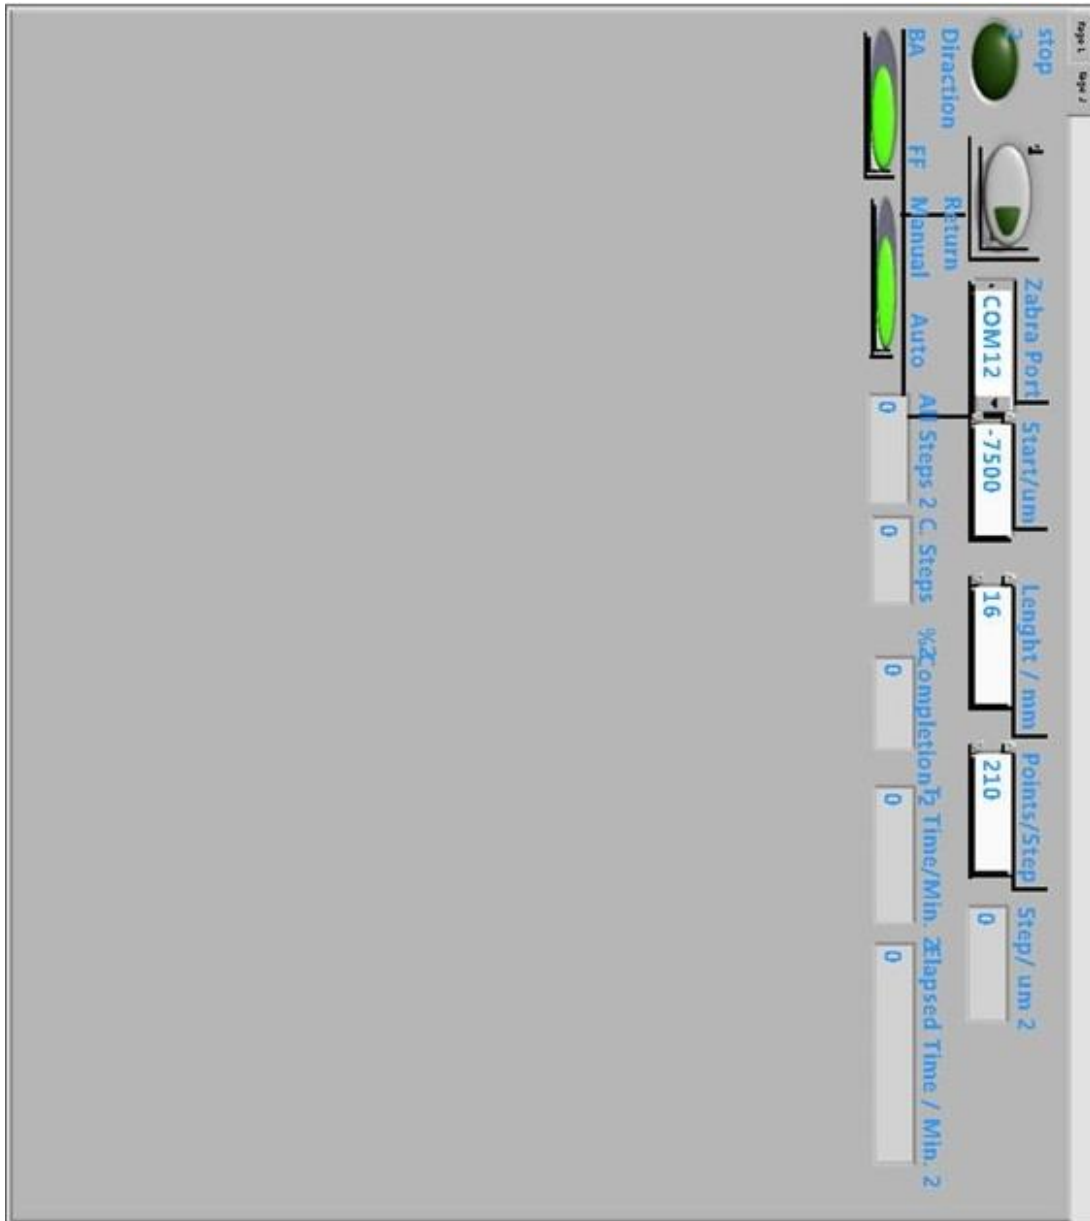 Page 1 Page 2
stop
2
Zabra Port Start/um Lenght / mm Points/Step Step/ um 2
COM12 -7500 16 210 0
Diraction Return
BA FF Manual Auto All Steps 2 C. Steps %Completion 2 T. Time/Min. 2 Elapsed Time / Min. 2
0 0 0 0 0